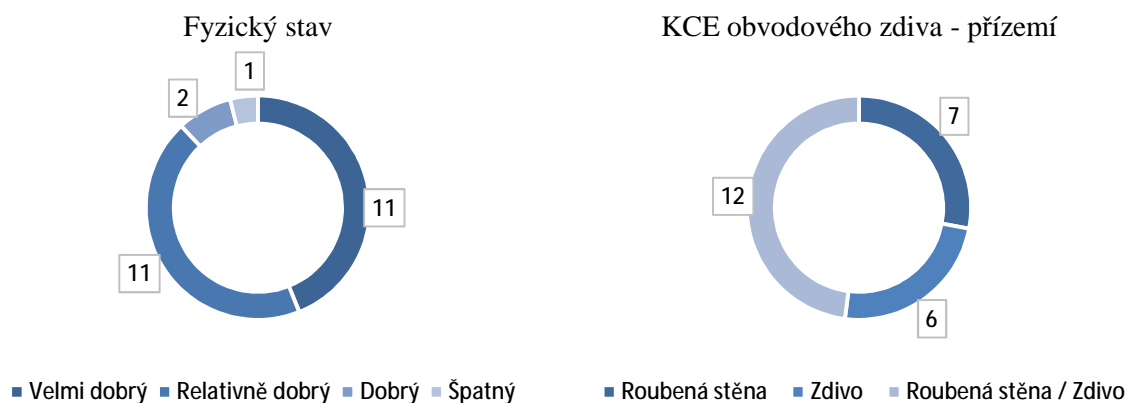 Fyzický stav
1
2
11
11
Velmi dobrý Relativně dobrý Dobrý Špatný
KCE obvodového zdiva - přízemí
7
12
6
Roubená stěna Zdivo Roubená stěna / Zdivo